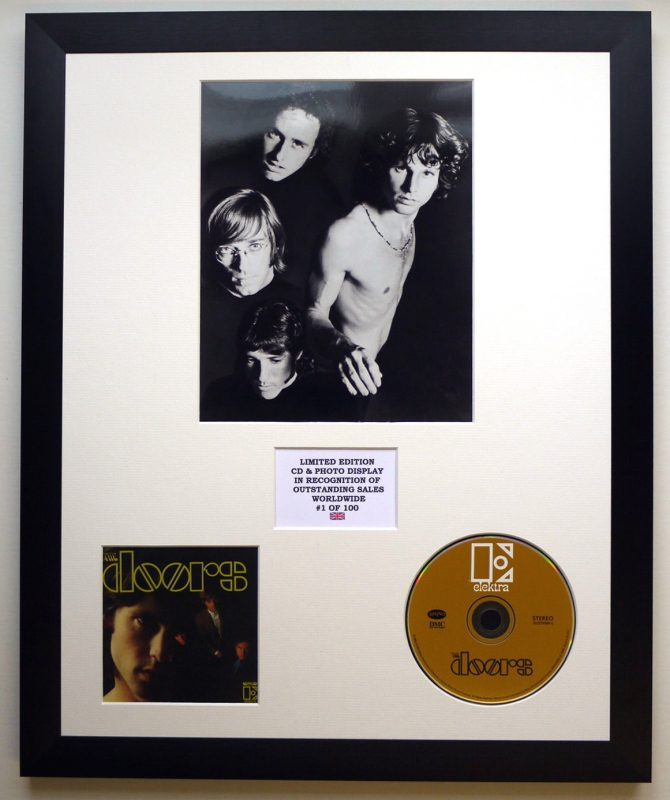 LIMITED EDITION
CD & PHOTO DISPLAY
IN RECOGNITION OF
OUTSTANDING SALES
WORLDWIDE
#1 OF 100
THE
doors
elektra
STEREO
BMC
THE
doors